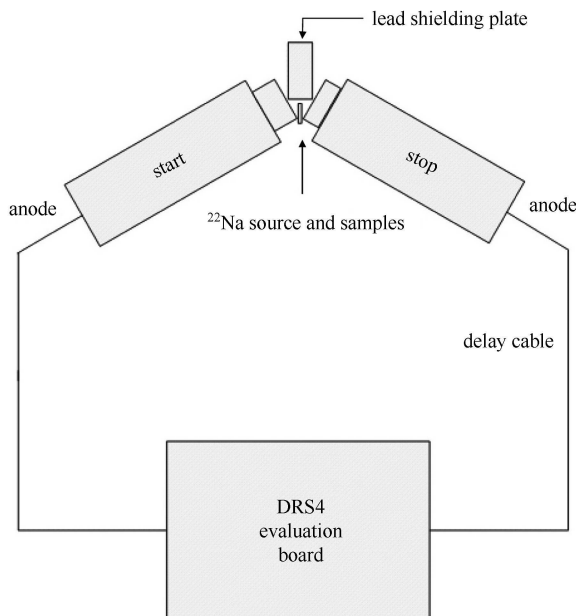 lead shielding plate
start
stop
anode
anode
²²Na source and samples
delay cable
DRS4
evaluation
board